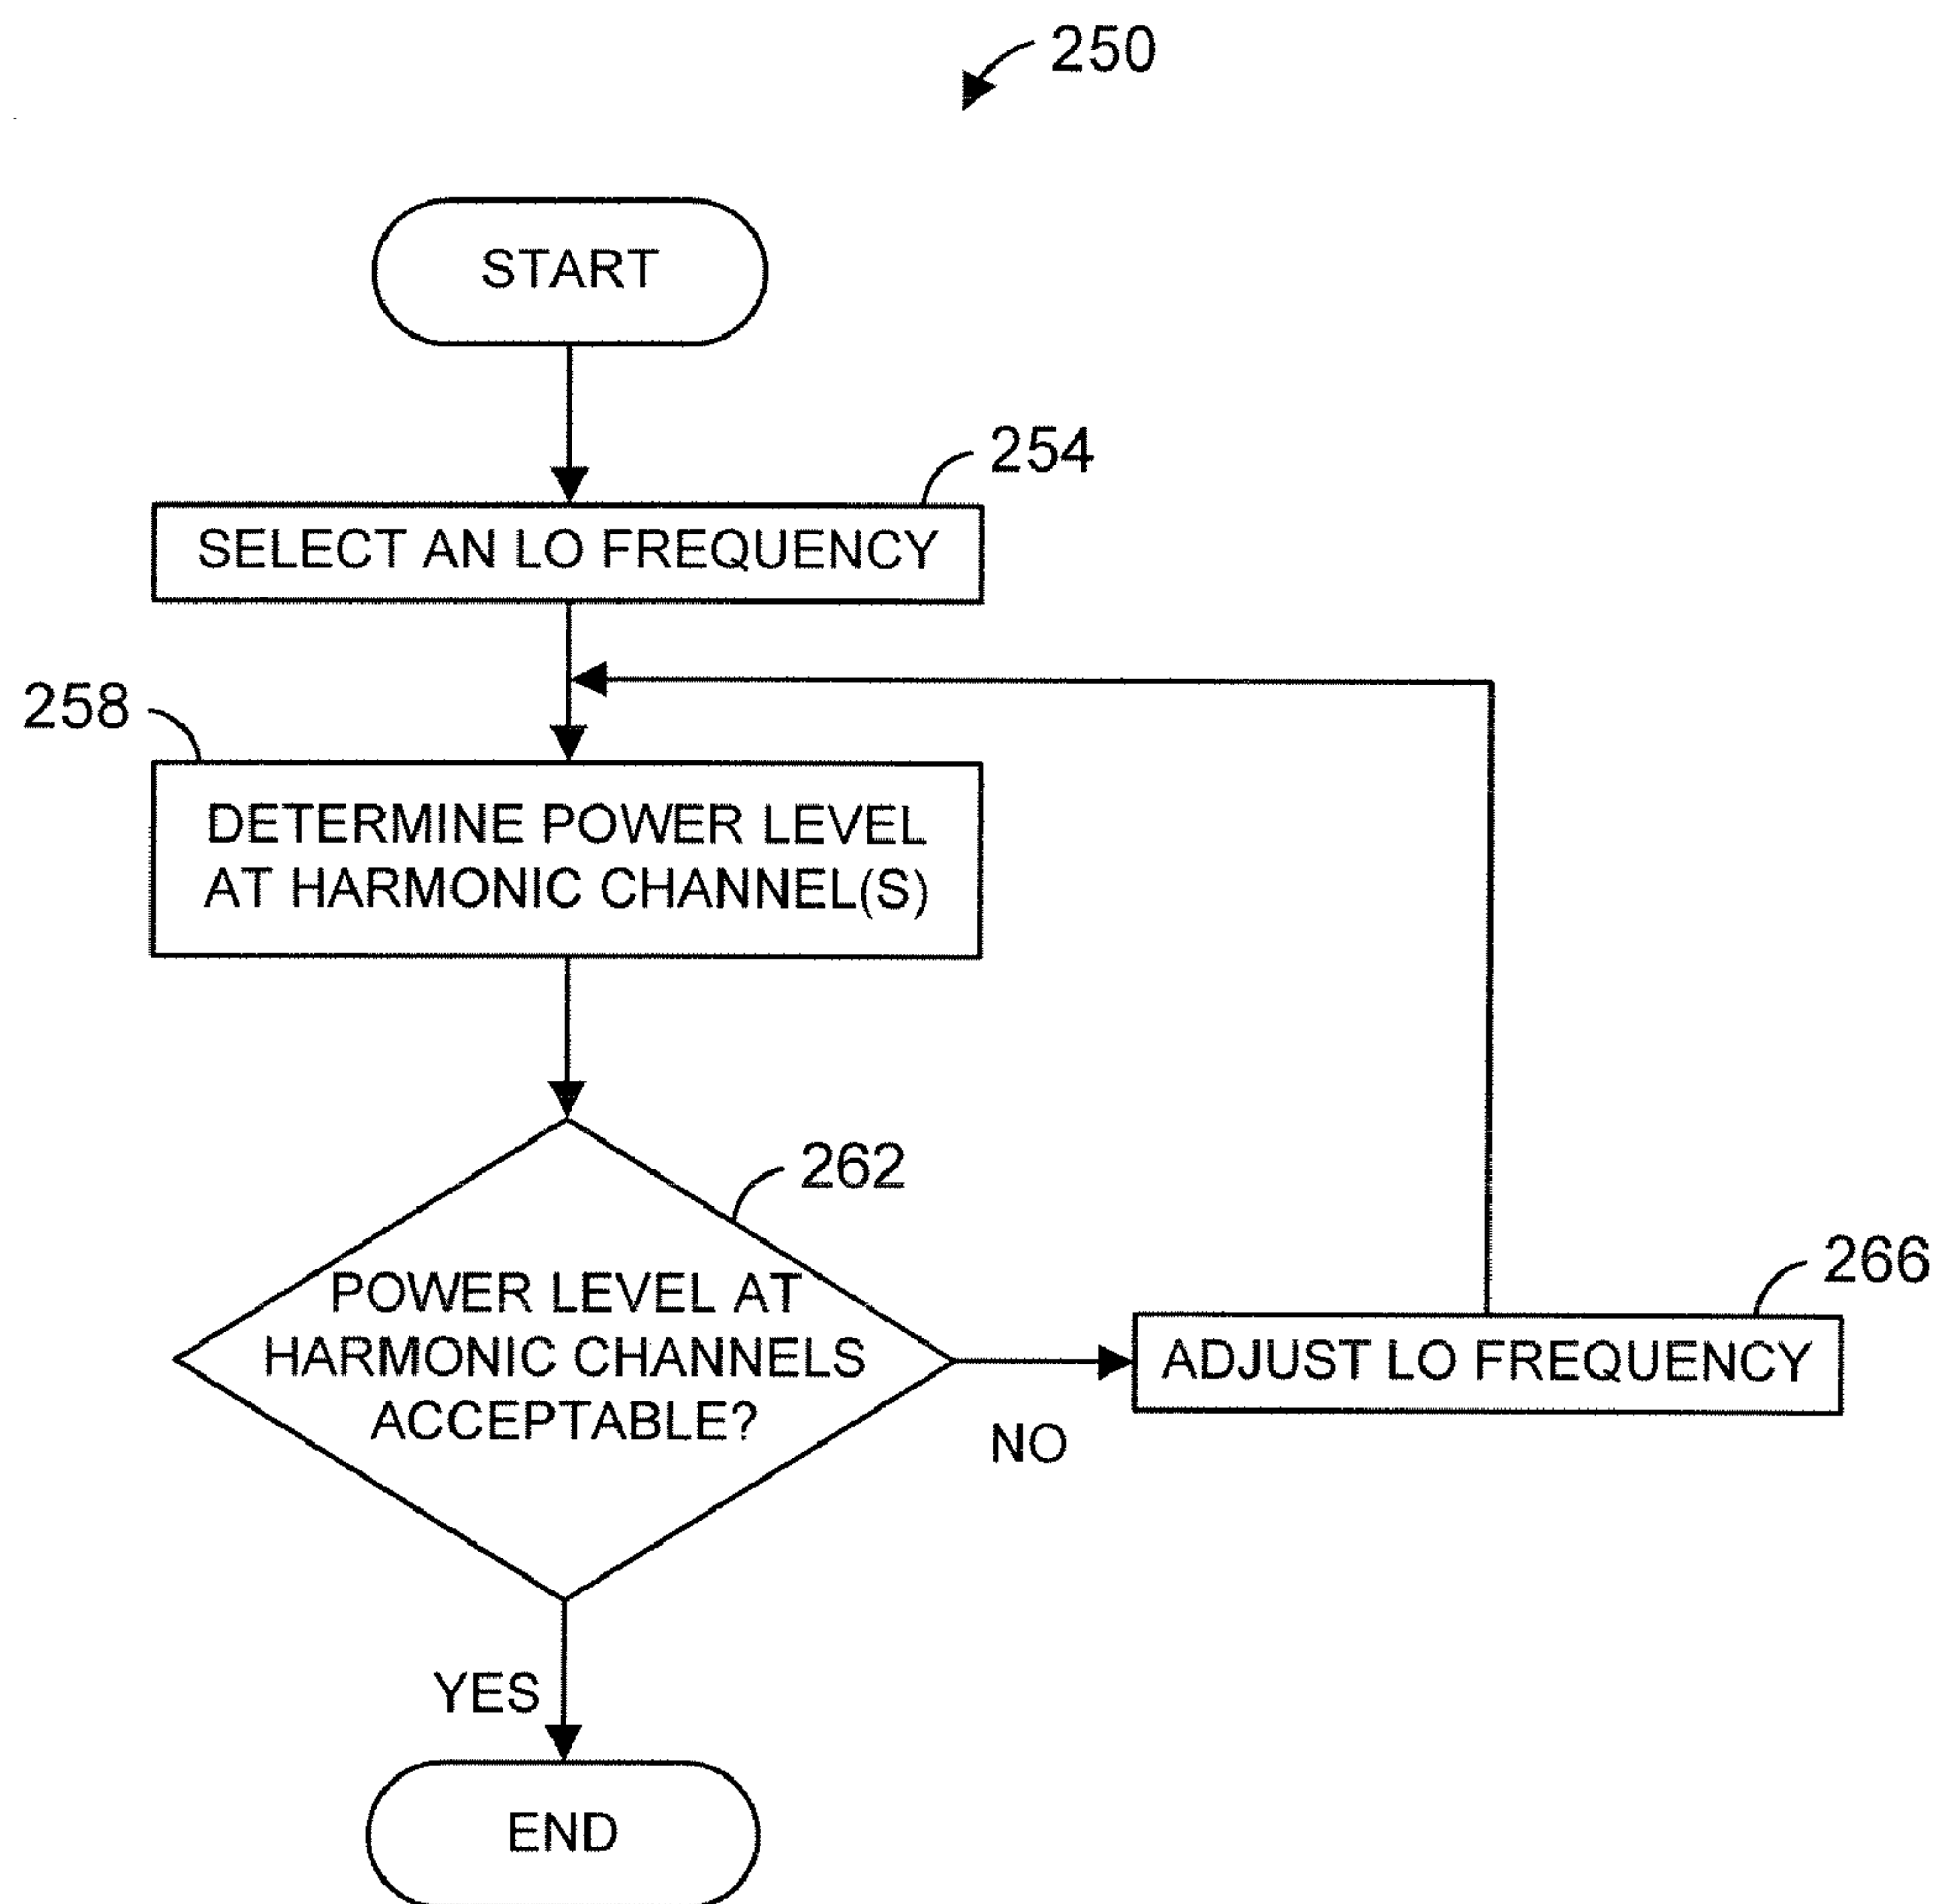 250
START
254
SELECT AN LO FREQUENCY
258
DETERMINE POWER LEVEL
AT HARMONIC CHANNEL(S)
262
POWER LEVEL AT
HARMONIC CHANNELS
ACCEPTABLE?
266
ADJUST LO FREQUENCY
NO
YES
END